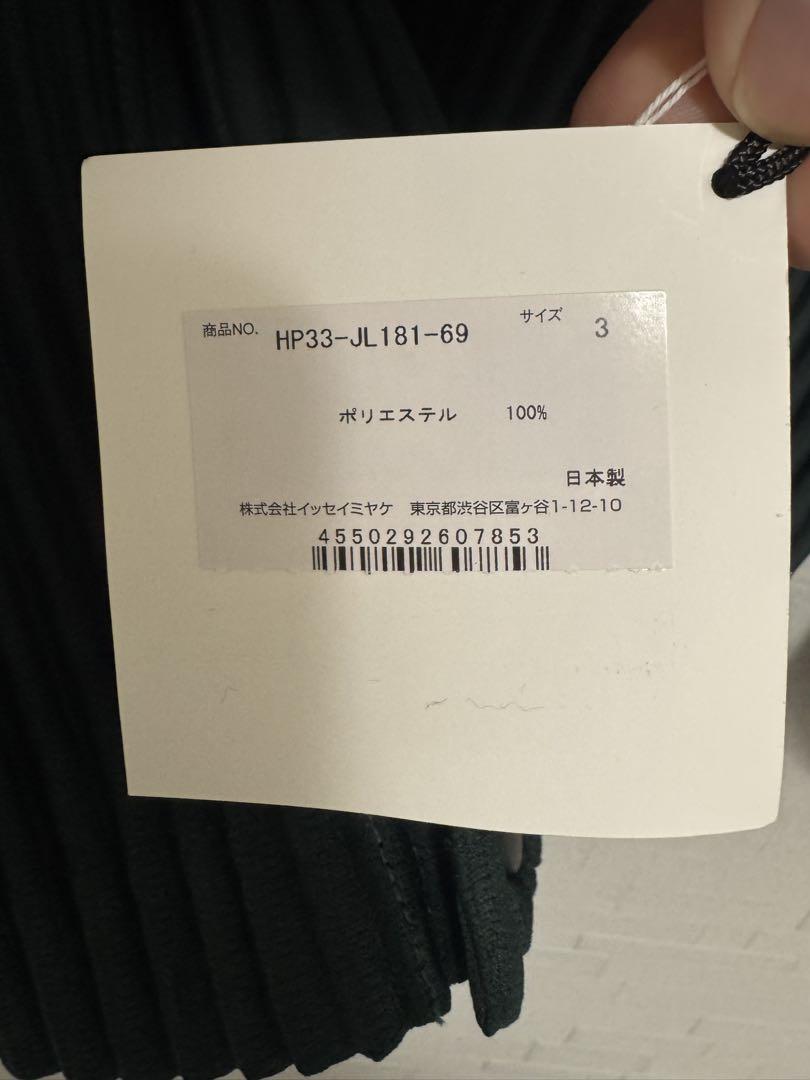 商品NO. HP33-JL181-69 サイズ 3
ポリエステル 100%
日本製
株式会社イッセイミヤケ 東京都渋谷区富ヶ谷1-12-10
4550292607853